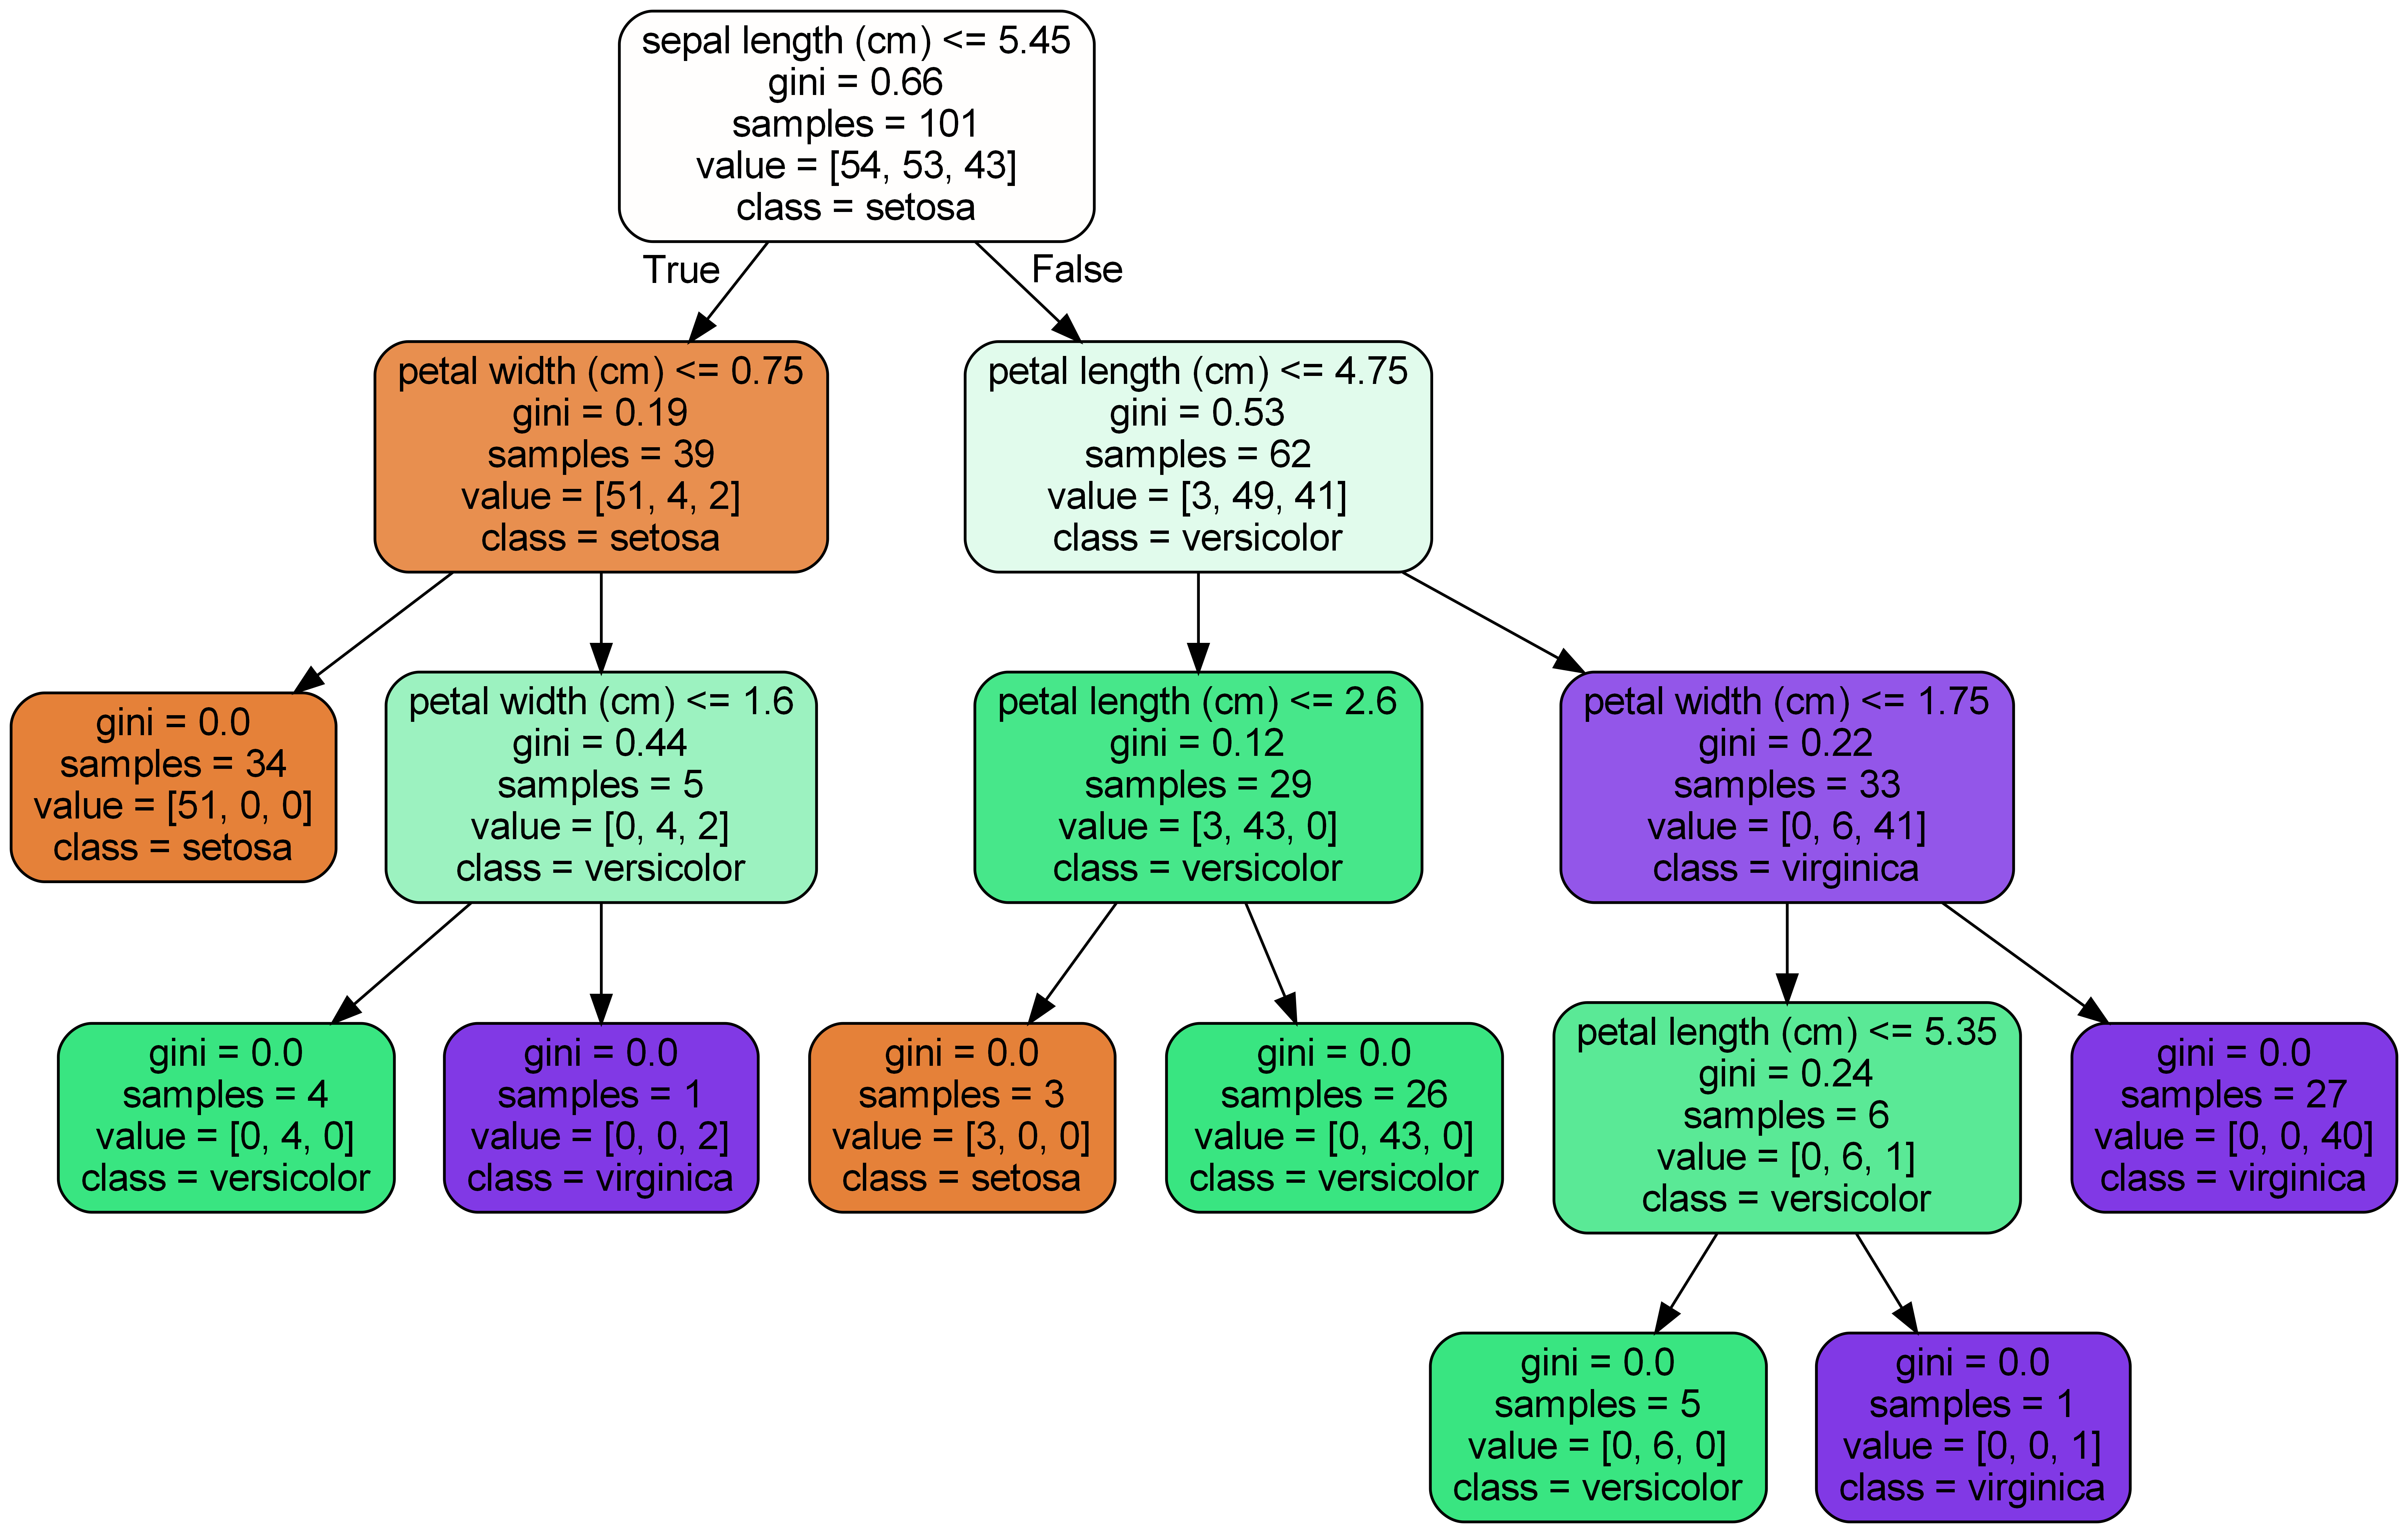 sepal length (cm) <= 5.45
gini = 0.66
samples = 101
value = [54, 53, 43]
class = setosa
True
False
petal width (cm) <= 0.75
gini = 0.19
samples = 39
value = [51, 4, 2]
class = setosa
petal length (cm) <= 4.75
gini = 0.53
samples = 62
value = [3, 49, 41]
class = versicolor
gini = 0.0
samples = 34
value = [51, 0, 0]
class = setosa
petal width (cm) <= 1.6
gini = 0.44
samples = 5
value = [0, 4, 2]
class = versicolor
petal length (cm) <= 2.6
gini = 0.12
samples = 29
value = [3, 43, 0]
class = versicolor
petal width (cm) <= 1.75
gini = 0.22
samples = 33
value = [0, 6, 41]
class = virginica
gini = 0.0
samples = 4
value = [0, 4, 0]
class = versicolor
gini = 0.0
samples = 1
value = [0, 0, 2]
class = virginica
gini = 0.0
samples = 3
value = [3, 0, 0]
class = setosa
gini = 0.0
samples = 26
value = [0, 43, 0]
class = versicolor
petal length (cm) <= 5.35
gini = 0.24
samples = 6
value = [0, 6, 1]
class = versicolor
gini = 0.0
samples = 27
value = [0, 0, 40]
class = virginica
gini = 0.0
samples = 5
value = [0, 6, 0]
class = versicolor
gini = 0.0
samples = 1
value = [0, 0, 1]
class = virginica